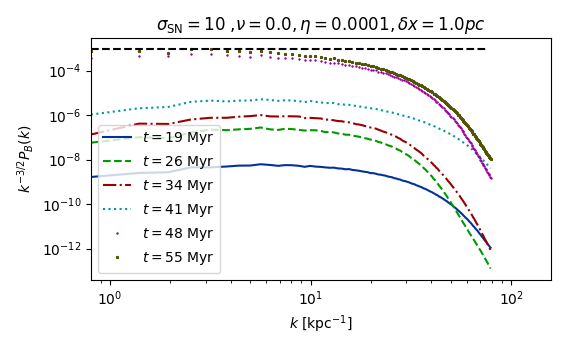 σ_SN = 10 , ν = 0.0, η = 0.0001, δx = 1.0pc
k^{-3/2}P_B(k)
10^{-4}
10^{-6}
10^{-8}
10^{-10}
10^{-12}
t = 19 Myr
t = 26 Myr
t = 34 Myr
t = 41 Myr
t = 48 Myr
t = 55 Myr
10^0
10^1
10^2
k [kpc^{-1}]